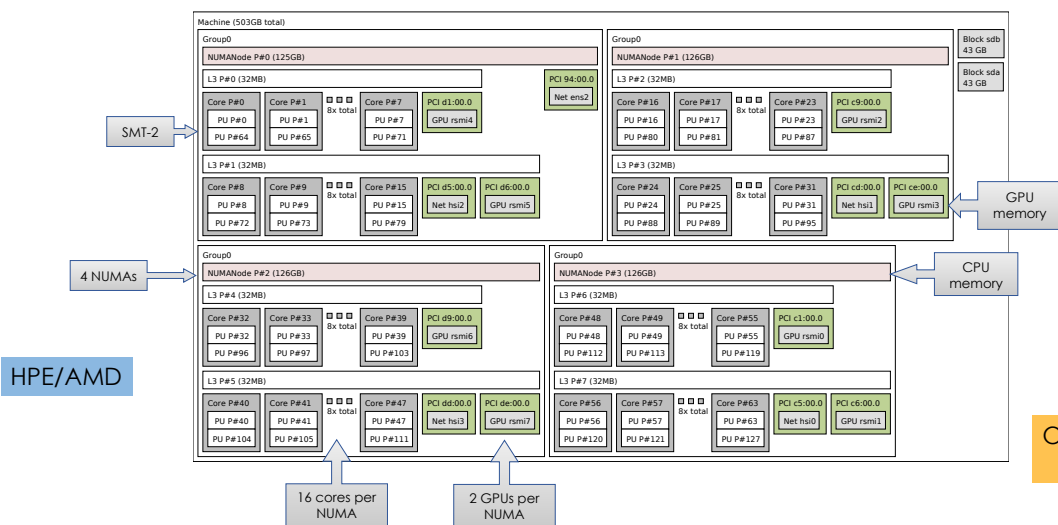 Machine (503GB total)
Group0
NUMANode P#0 (125GB)
L3 P#0 (32MB)
PCI 94:00.0
Net ens2
Core P#0
PU P#0
PU P#64
Core P#1
PU P#1
PU P#65
8x total
Core P#7
PU P#7
PU P#71
PCI d1:00.0
GPU rsmi4
L3 P#1 (32MB)
Core P#8
PU P#8
PU P#72
Core P#9
PU P#9
PU P#73
8x total
Core P#15
PU P#15
PU P#79
PCI d5:00.0
Net hsi2
PCI d6:00.0
GPU rsmi5
Group0
NUMANode P#1 (126GB)
L3 P#2 (32MB)
Core P#16
PU P#16
PU P#80
Core P#17
PU P#17
PU P#81
8x total
Core P#23
PU P#23
PU P#87
PCI c9:00.0
GPU rsmi2
L3 P#3 (32MB)
Core P#24
PU P#24
PU P#88
Core P#25
PU P#25
PU P#89
8x total
Core P#31
PU P#31
PU P#95
PCI cd:00.0
Net hsi1
PCI ce:00.0
GPU rsmi3
Block sdb
43 GB
Block sda
43 GB
SMT-2
GPU
memory
4 NUMAs
Group0
NUMANode P#2 (126GB)
L3 P#4 (32MB)
Core P#32
PU P#32
PU P#96
Core P#33
PU P#33
PU P#97
8x total
Core P#39
PU P#39
PU P#103
PCI d9:00.0
GPU rsmi6
L3 P#5 (32MB)
Core P#40
PU P#40
PU P#104
Core P#41
PU P#41
PU P#105
8x total
Core P#47
PU P#47
PU P#111
PCI dd:00.0
Net hsi3
PCI de:00.0
GPU rsmi7
Group0
NUMANode P#3 (126GB)
L3 P#6 (32MB)
Core P#48
PU P#48
PU P#112
Core P#49
PU P#49
PU P#113
8x total
Core P#55
PU P#55
PU P#119
PCI c1:00.0
GPU rsmi0
L3 P#7 (32MB)
Core P#56
PU P#56
PU P#120
Core P#57
PU P#57
PU P#121
8x total
Core P#63
PU P#63
PU P#127
PCI c5:00.0
Net hsi0
PCI c6:00.0
GPU rsmi1
CPU
memory
HPE/AMD
16 cores per
NUMA
2 GPUs per
NUMA